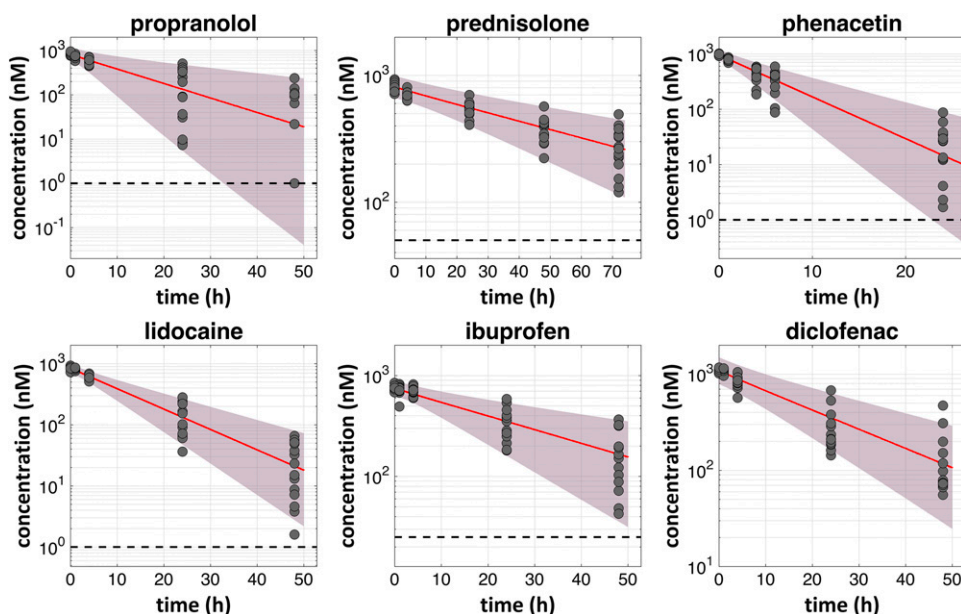 propranolol
concentration (nM)
10^3
10^2
10^1
10^0
10^-1
0 10 20 30 40 50
time (h)
prednisolone
concentration (nM)
10^3
10^2
0 10 20 30 40 50 60 70
time (h)
phenacetin
concentration (nM)
10^3
10^2
10^1
10^0
0 10 20
time (h)
lidocaine
concentration (nM)
10^3
10^2
10^1
10^0
0 10 20 30 40 50
time (h)
ibuprofen
concentration (nM)
10^3
10^2
0 10 20 30 40 50
time (h)
diclofenac
concentration (nM)
10^3
10^2
10^1
0 10 20 30 40 50
time (h)